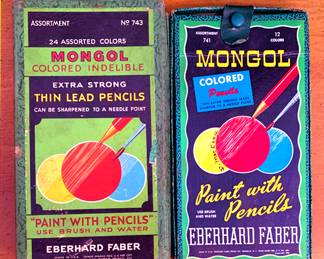 ASSORTMENT Nº 743
24 ASSORTED COLORS
MONGOL
COLORED INDELIBLE
EXTRA STRONG
THIN LEAD PENCILS
CAN BE SHARPENED TO A NEEDLE POINT
"PAINT WITH PENCILS"
USE BRUSH AND WATER
EBERHARD FABER
ASSORTMENT
741
12
COLORS
MONGOL
COLORED
Pencils
Paint with
Pencils
USE BRUSH
AND WATER
EBERHARD FABER